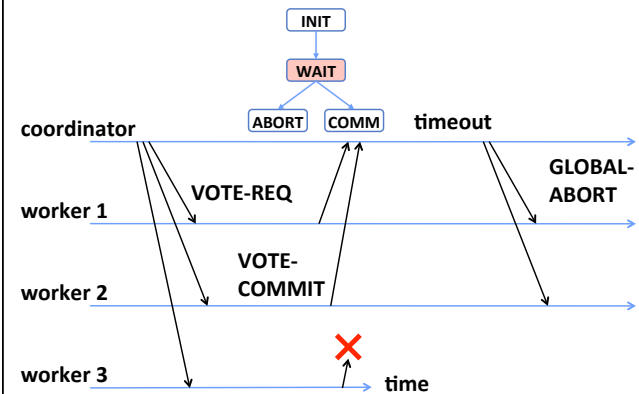 INIT
WAIT
ABORT
COMM
coordinator
timeout
VOTE-REQ
GLOBAL-
ABORT
worker 1
VOTE-
COMMIT
worker 2
worker 3
time